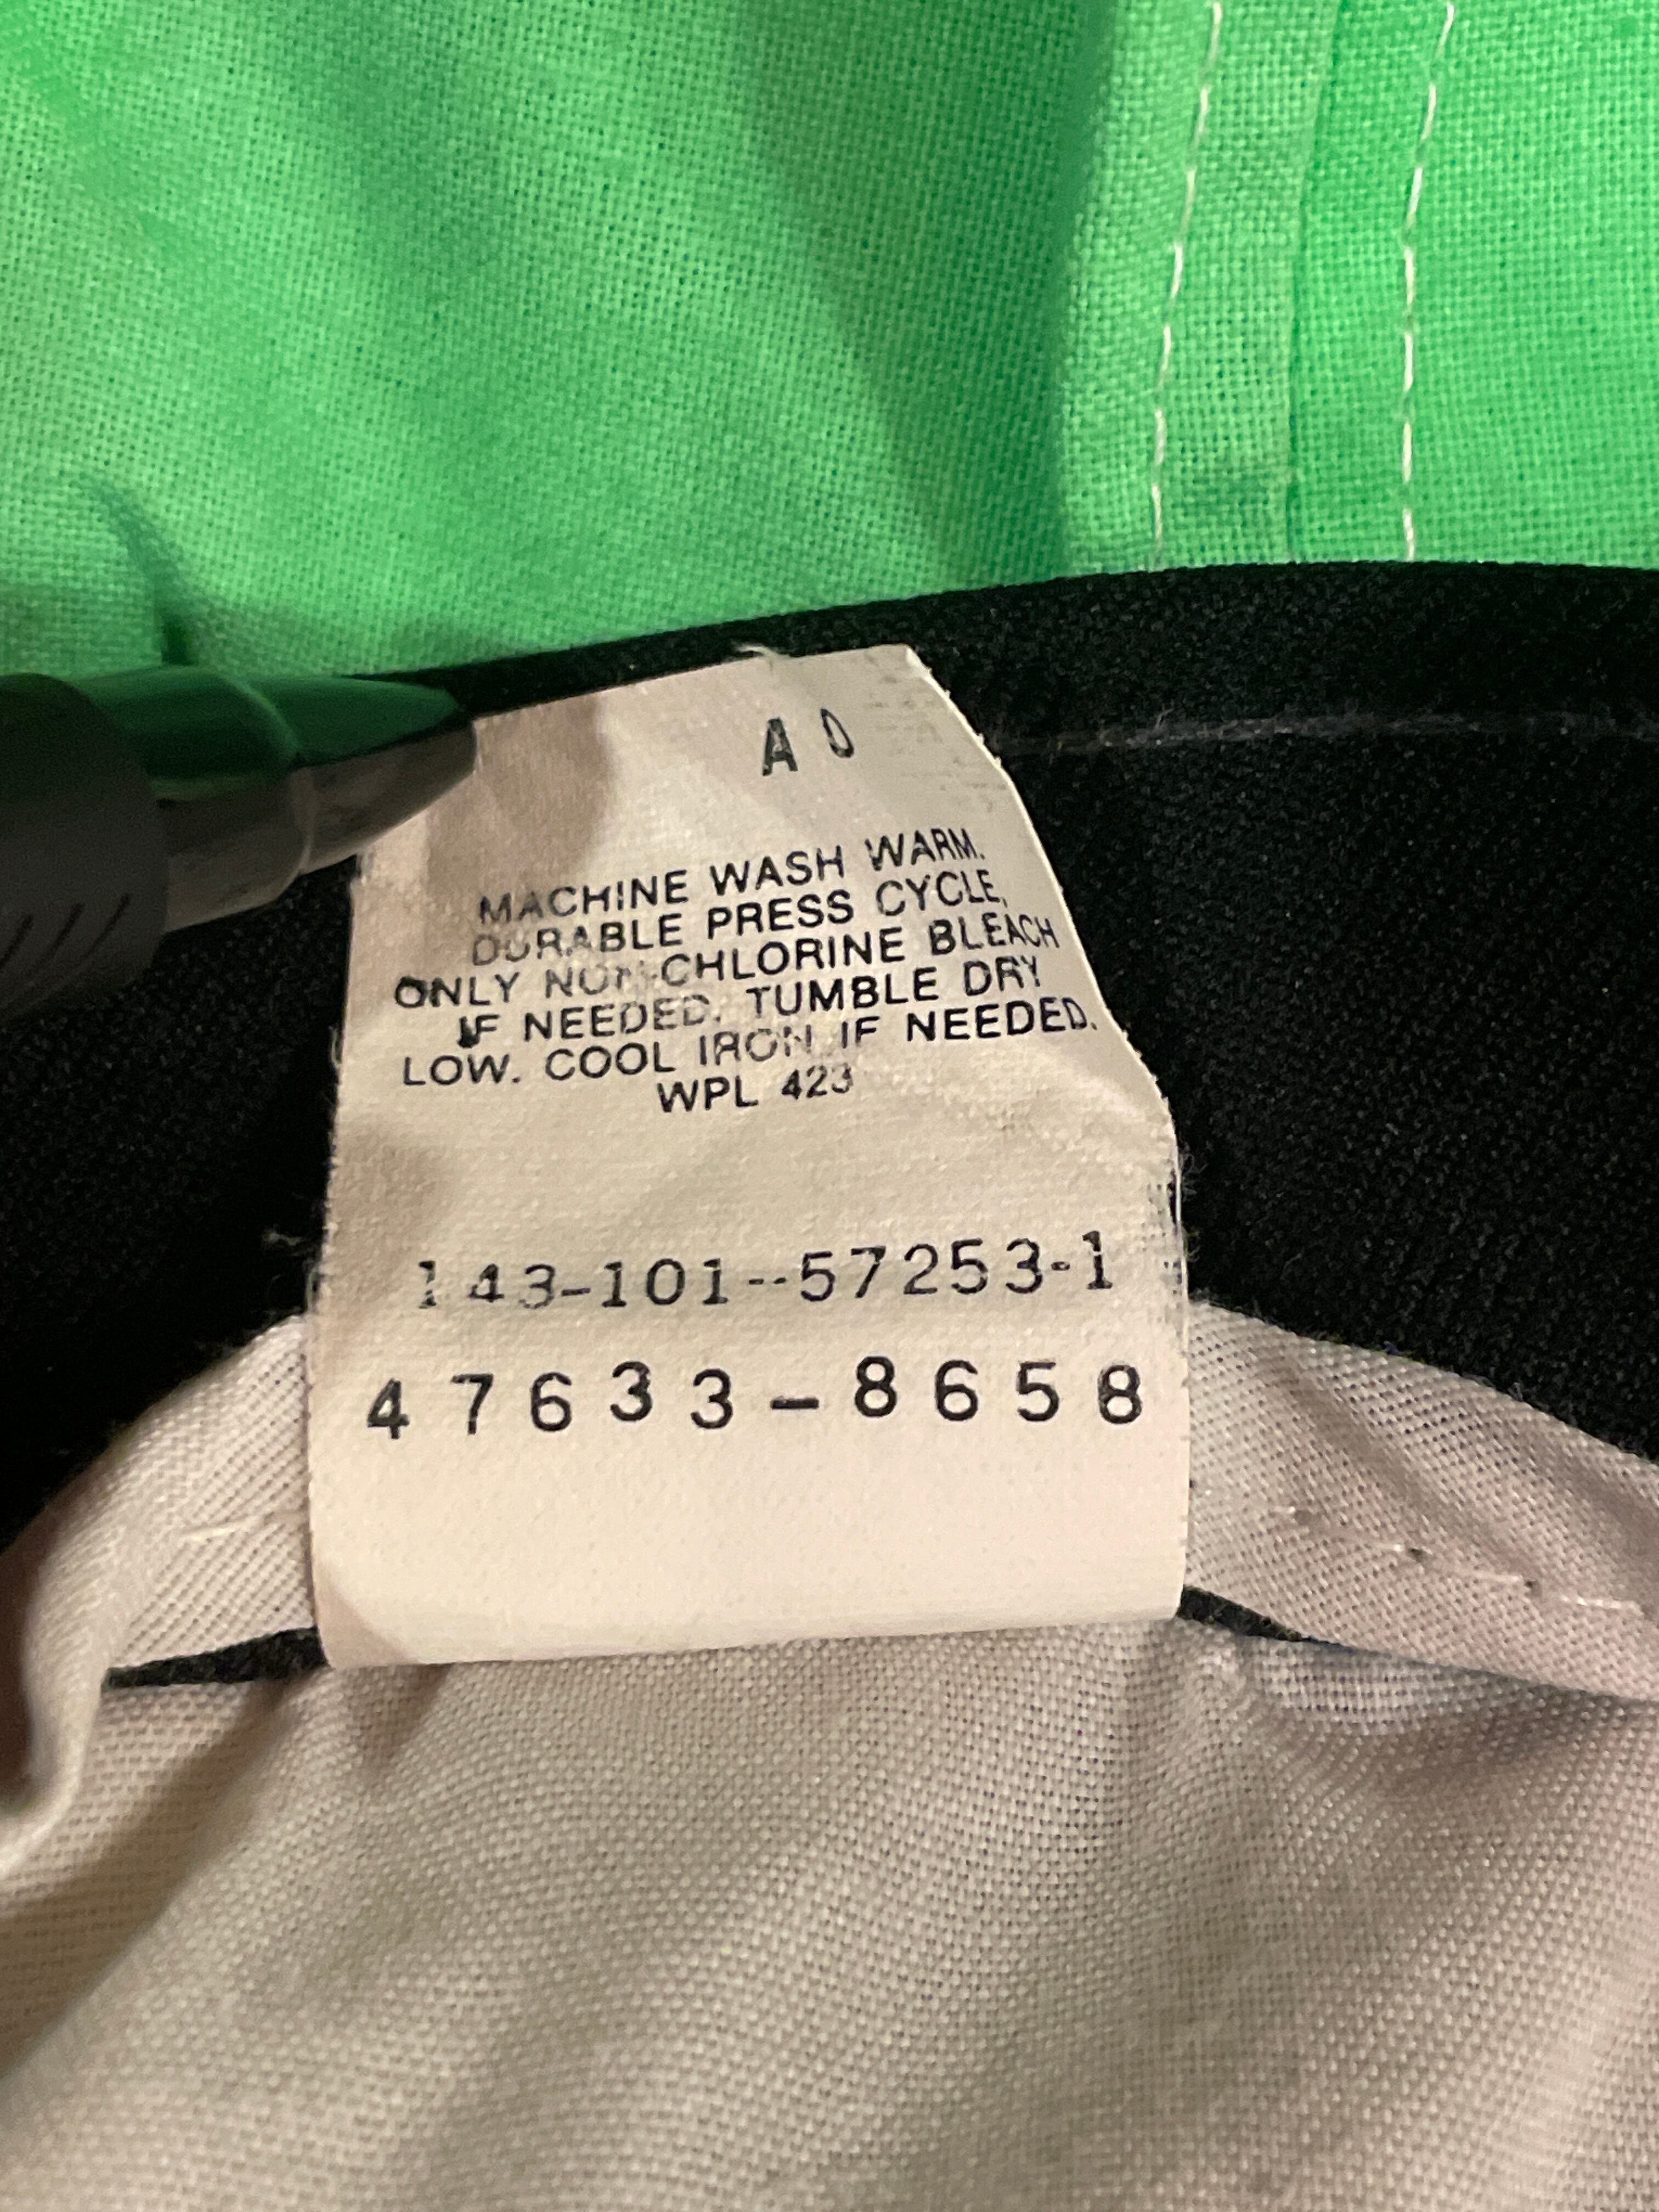 A 0
MACHINE WASH WARM.
DURABLE PRESS CYCLE,
ONLY NON-CHLORINE BLEACH
IF NEEDED. TUMBLE DRY
LOW. COOL IRON IF NEEDED.
WPL 423
143-101--57253-1
47633-8658